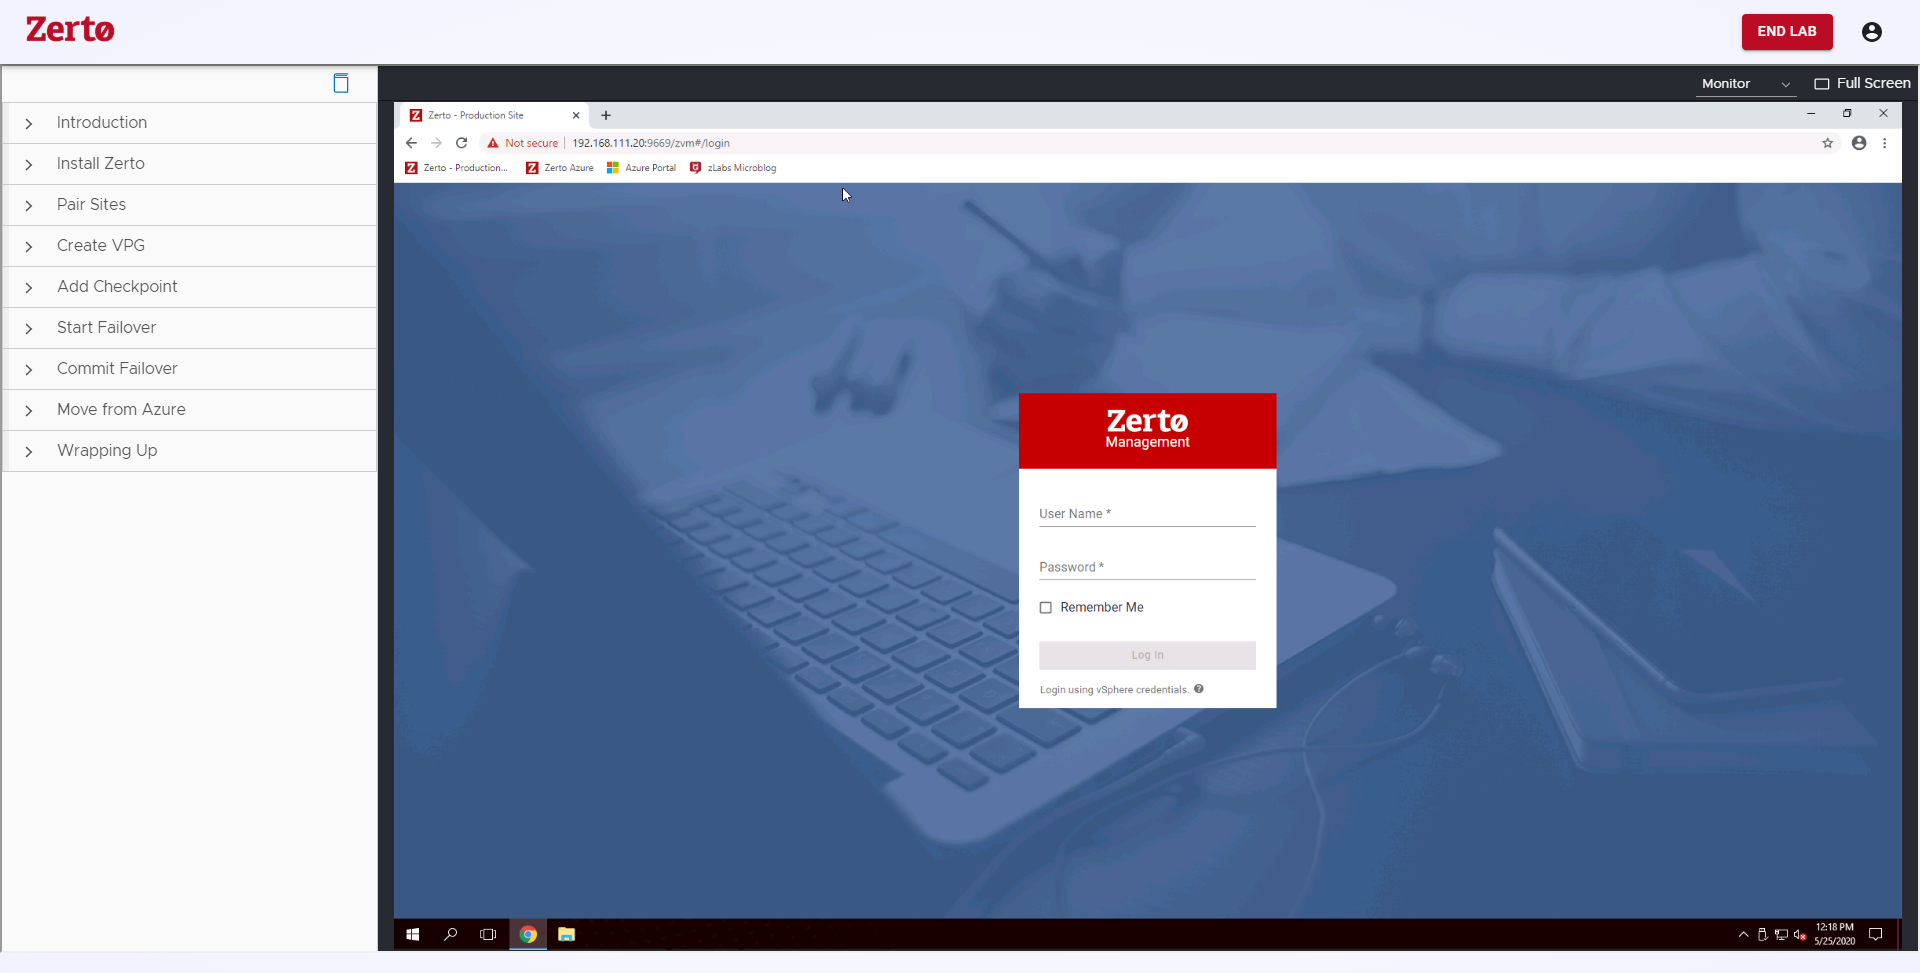 Zertø
END LAB
Monitor
Full Screen
Introduction
Install Zerto
Pair Sites
Create VPG
Add Checkpoint
Start Failover
Commit Failover
Move from Azure
Wrapping Up
Zerto - Production Site
Not secure
192.168.111.20:9669/zvm#/login
Zerto - Production...
Zerto Azure
Azure Portal
zLabs Microblog
Zertø
Management
User Name *
Password *
Remember Me
Log In
Login using vSphere credentials.
12:18 PM
5/25/2020